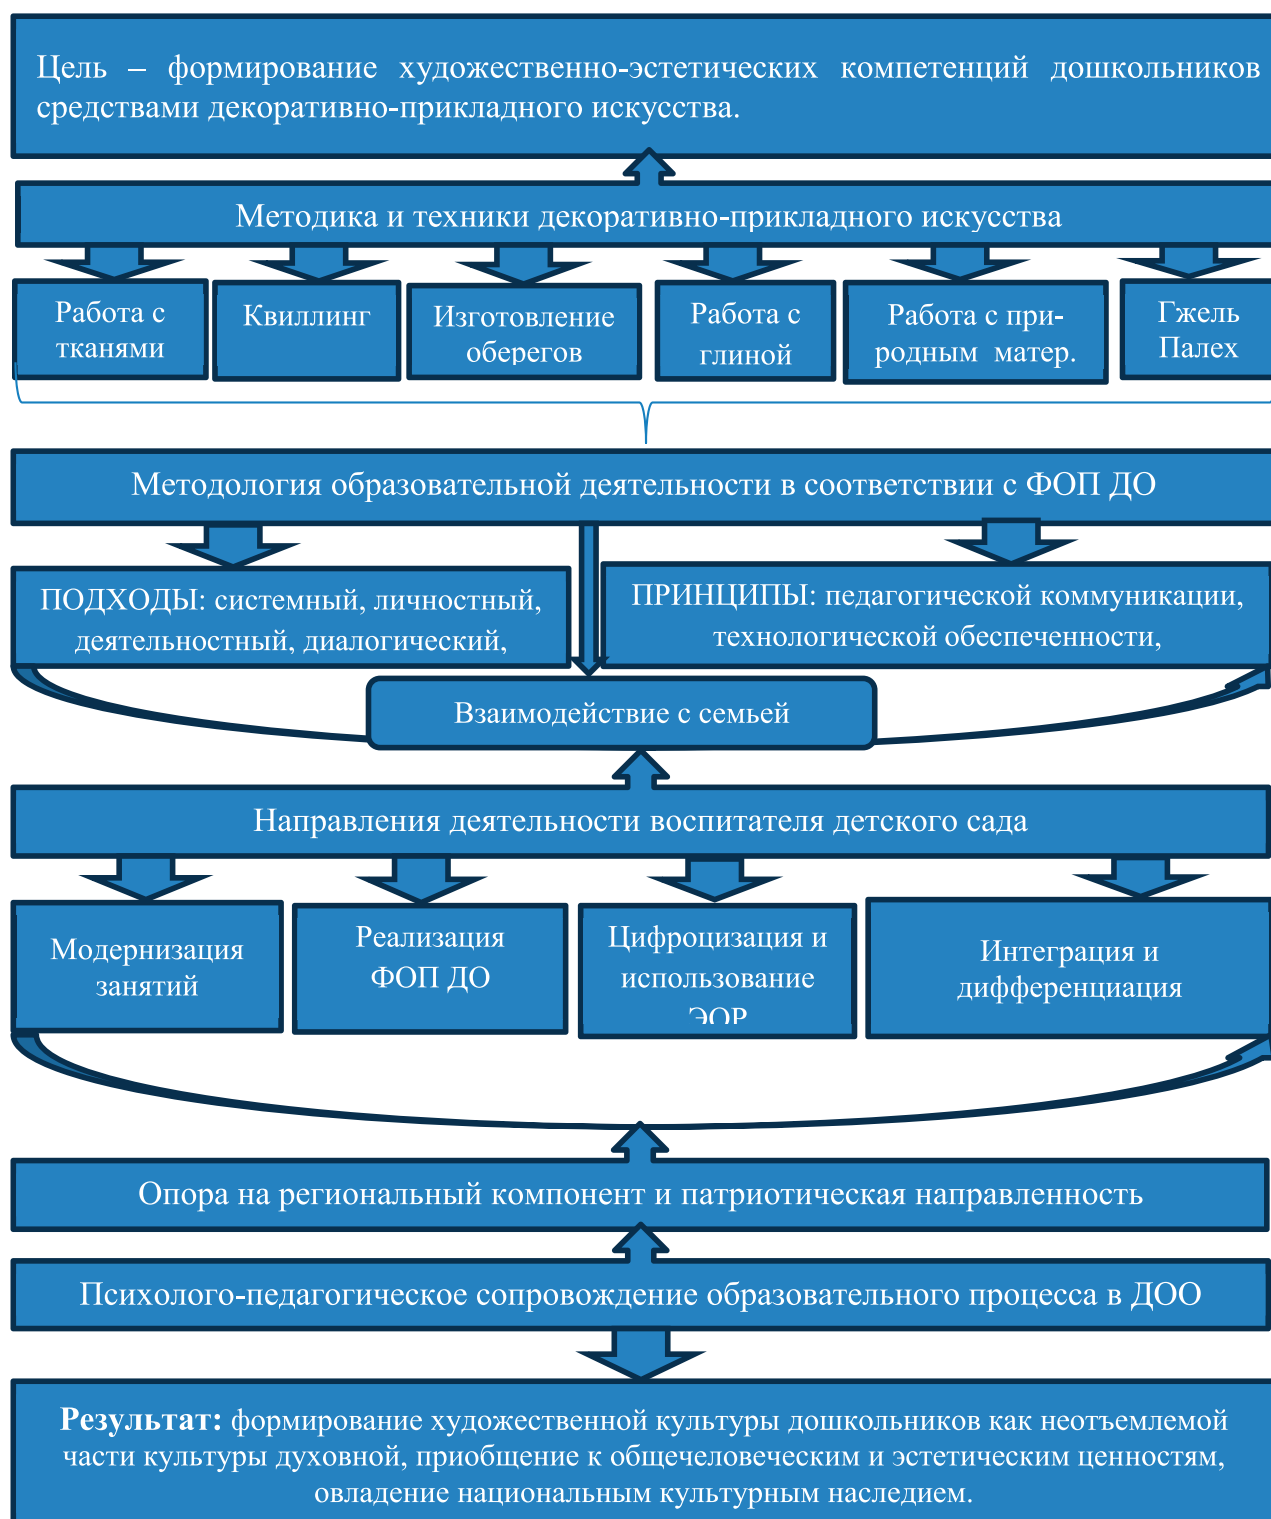 Цель – формирование художественно-эстетических компетенций дошкольников
средствами декоративно-прикладного искусства.
Методика и техники декоративно-прикладного искусства
Работа с
тканями
Квиллинг
Изготовление
оберегов
Работа с
глиной
Работа с при-
родным матер.
Гжель
Палех
Методология образовательной деятельности в соответствии с ФОП ДО
ПОДХОДЫ: системный, личностный,
деятельностный, диалогический,
ПРИНЦИПЫ: педагогической коммуникации,
технологической обеспеченности,
Взаимодействие с семьей
Направления деятельности воспитателя детского сада
Модернизация
занятий
Реализация
ФОП ДО
Цифроцизация и
использование
ЭОР
Интеграция и
дифференциация
Опора на региональный компонент и патриотическая направленность
Психолого-педагогическое сопровождение образовательного процесса в ДОО
Результат: формирование художественной культуры дошкольников как неотъемлемой
части культуры духовной, приобщение к общечеловеческим и эстетическим ценностям,
овладение национальным культурным наследием.